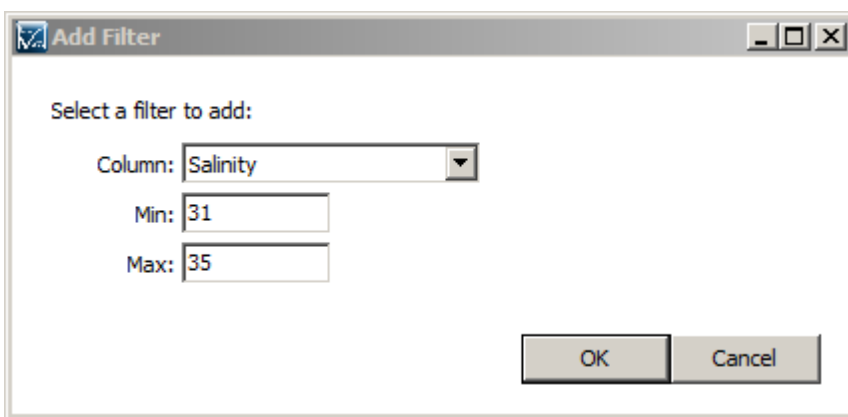 Add Filter
Select a filter to add:
Column: Salinity
Min: 31
Max: 35
OK Cancel